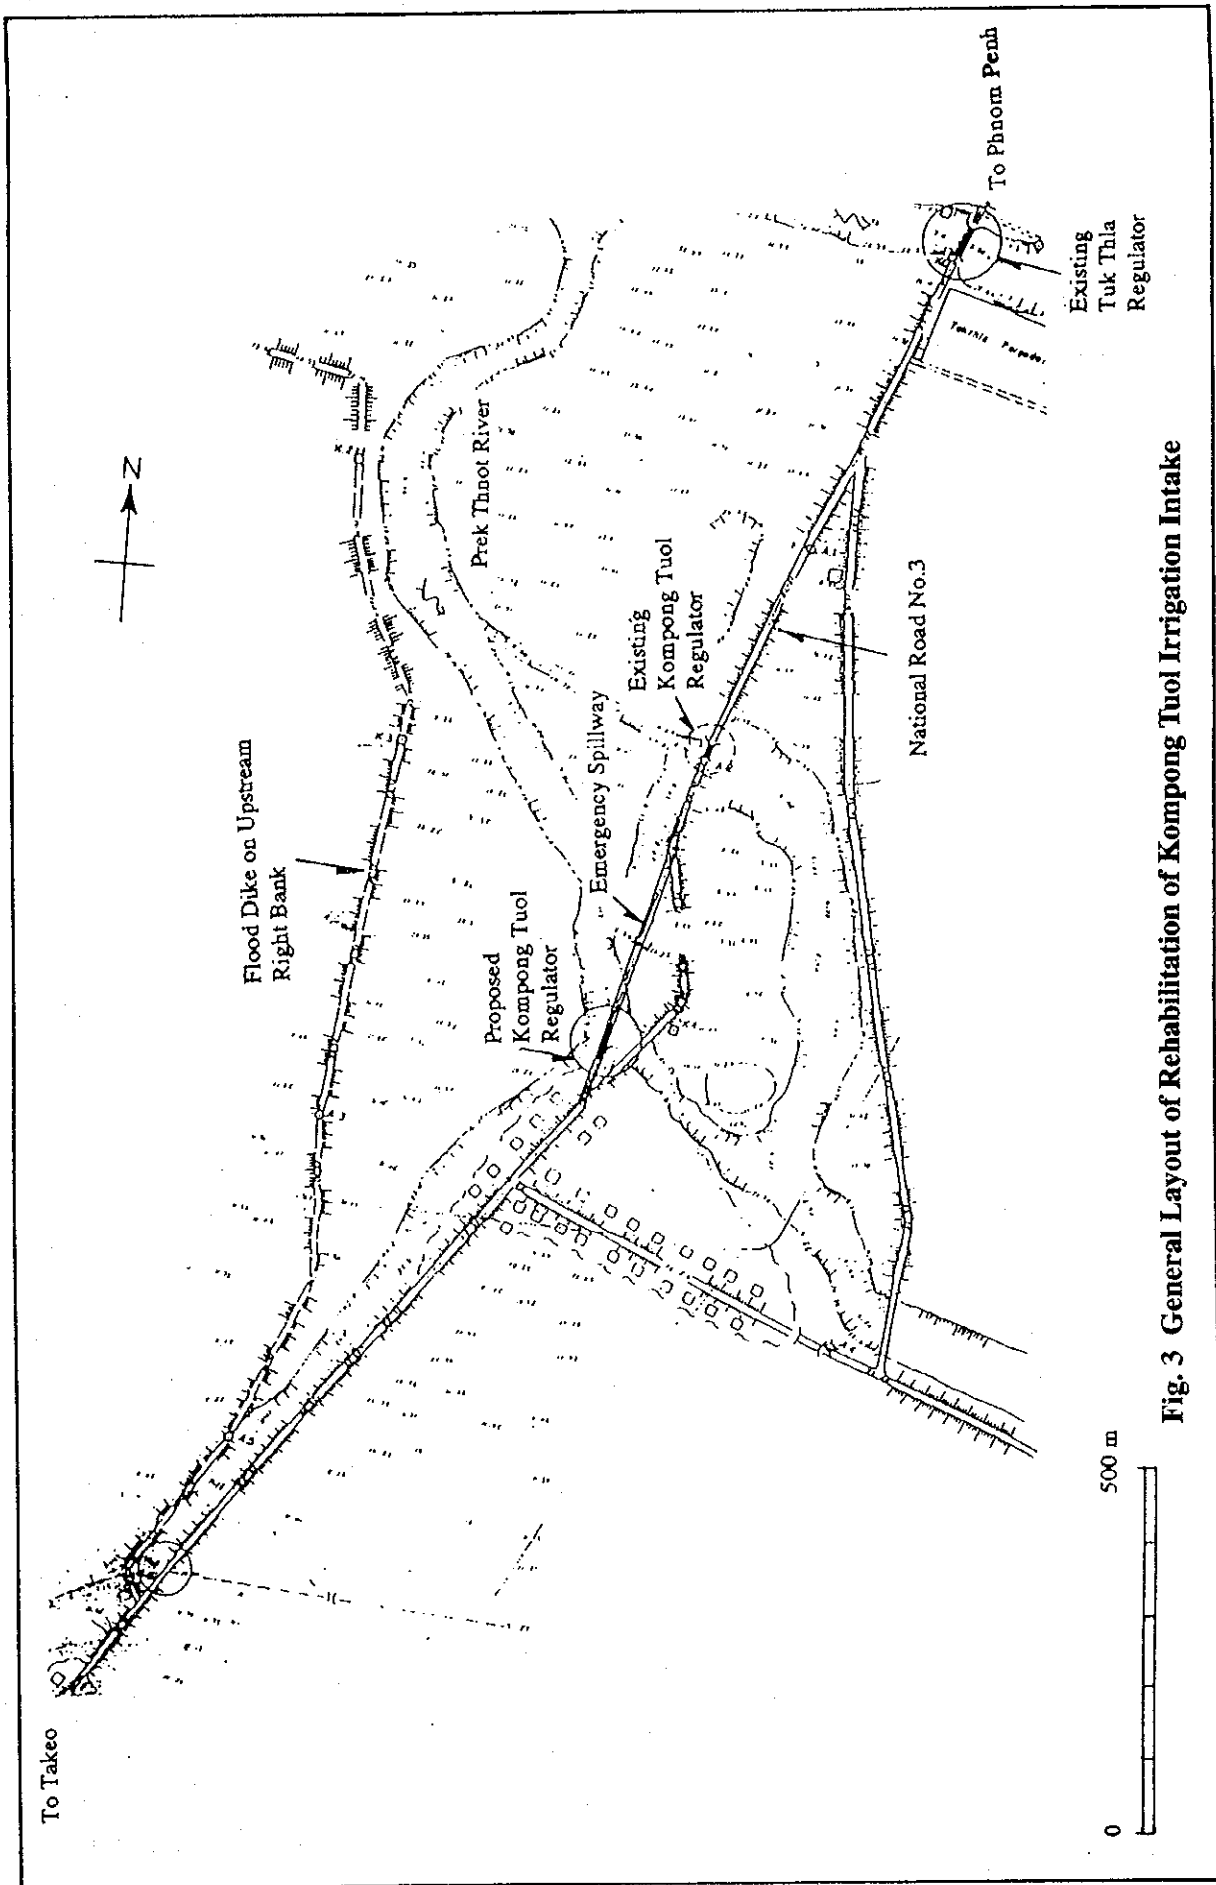 To Takeo
Flood Dike on Upstream
Right Bank
N
Proposed
Kompong Tuol
Regulator
Emergency Spillway
Prek Thnot River
Existing
Kompong Tuol
Regulator
National Road No.3
To Phnom Penh
Existing
Tuk Thla
Regulator
0
500 m
Fig. 3 General Layout of Rehabilitation of Kompong Tuol Irrigation Intake